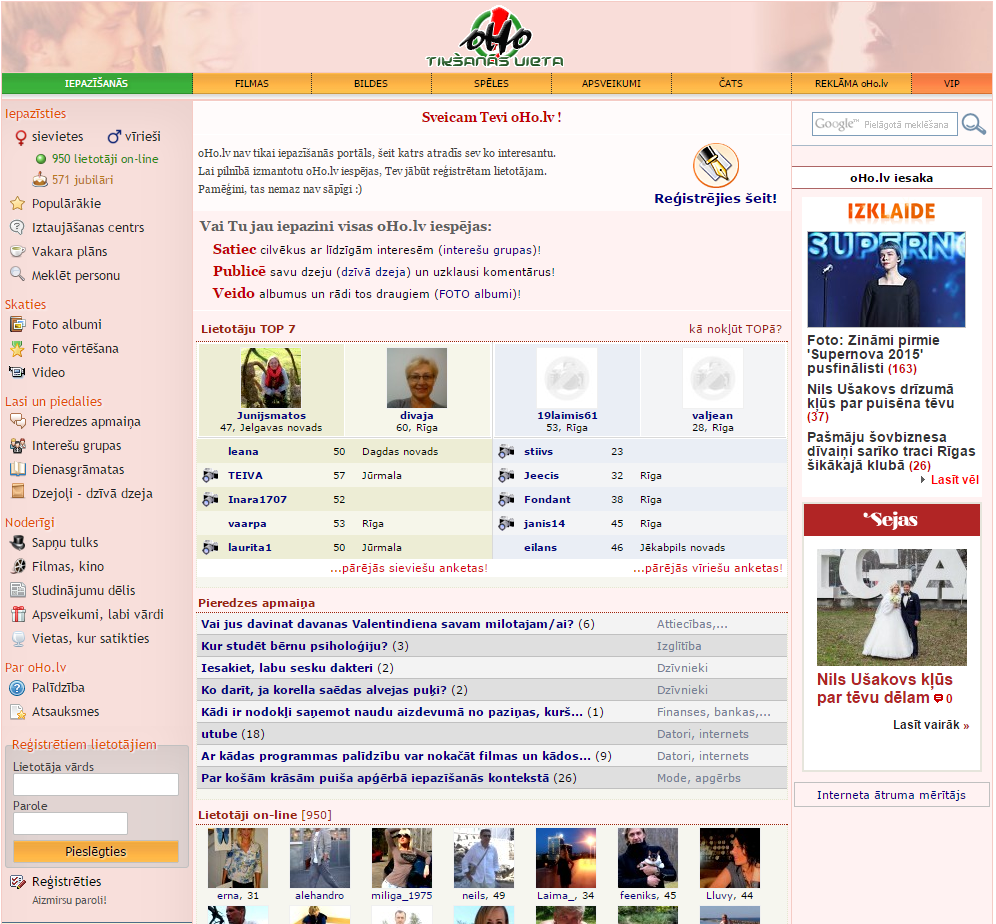 oHo
TIKŠANĀS VIETA
IEPAZĪŠANĀS
FILMAS
BILDES
SPĒLES
APSVEIKUMI
ČATS
REKLĀMA oHo.lv
VIP
Iepazīsties
sievietes
vīrieši
950 lietotāji on-line
571 jubilāri
Populārākie
Iztaujāšanas centrs
Vakara plāns
Meklēt personu
Skaties
Foto albumi
Foto vērtēšana
Video
Lasi un piedalies
Pieredzes apmaiņa
Interešu grupas
Dienasgrāmatas
Dzejoļi - dzīvā dzeja
Noderīgi
Sapņu tulks
Filmas, kino
Sludinājumu dēlis
Apsveikumi, labi vārdi
Vietas, kur satikties
Par oHo.lv
Palīdzība
Atsauksmes
Reģistrētiem lietotājiem
Lietotāja vārds
Parole
Pieslēgties
Reģistrēties
Aizmirsu paroli!
Sveicam Tevi oHo.lv !
oHo.lv nav tikai iepazīšanās portāls, šeit katrs atradīs sev ko interesantu.
Lai pilnībā izmantotu oHo.lv iespējas, Tev jābūt reģistrētam lietotājam.
Pamēģini, tas nemaz nav sāpīgi :)
Reģistrējies šeit!
Vai Tu jau iepazini visas oHo.lv iespējas:
Satiec cilvēkus ar līdzīgām interesēm (interešu grupas)!
Publicē savu dzeju (dzīvā dzeja) un uzklausi komentārus!
Veido albumus un rādi tos draugiem (FOTO albumi)!
Lietotāju TOP 7
kā nokļūt TOPā?
Junijsmatos
47, Jelgavas novads
divaja
60, Rīga
19laimis61
53, Rīga
valjean
28, Rīga
leana 50 Dagdas novads
stiivs 23
TEIVA 57 Jūrmala
Jeecis 32 Rīga
Inara1707 52
Fondant 38 Rīga
vaarpa 53 Rīga
janis14 45 Rīga
laurita1 50 Jūrmala
eilans 46 Jēkabpils novads
...pārējās sieviešu anketas!
...pārējās vīriešu anketas!
Pieredzes apmaiņa
Vai jus davinat davanas Valentindiena savam milotajam/ai? (6) Attiecības,...
Kur studēt bērnu psiholoģiju? (3) Izglītība
Iesakiet, labu sesku dakteri (2) Dzīvnieki
Ko darīt, ja korella saēdas alvejas puķi? (2) Dzīvnieki
Kādi ir nodokļi saņemot naudu aizdevumā no paziņas, kurš... (1) Finanses, bankas,...
utube (18) Datori, internets
Ar kādas programmas palīdzību var nokačāt filmas un kādos... (9) Datori, internets
Par košām krāsām puiša apģērbā iepazīšanās kontekstā (26) Mode, apgērbs
Lietotāji on-line [950]
ema, 31
alehandro
miliga_1975
neils, 49
Laima_, 34
feeniks, 45
Lluvy, 44
Google™ Pielāgotā meklēšana
oHo.lv iesaka
IZKLAIDE
SUPERNO
Foto: Zināmi pirmie
'Supernova 2015'
pusfinālisti (163)
Nils Ušakovs drīzumā
kļūs par puisēna tēvu
(37)
Pašmāju šovbiznesa
dīvaiņi sarīko traci Rīgas
šikākajā klubā (26)
Lasīt vēl
Sejas
IGA
Nils Ušakovs kļūs
par tēvu dēlam 0
Lasīt vairāk »
Interneta ātruma mērītājs